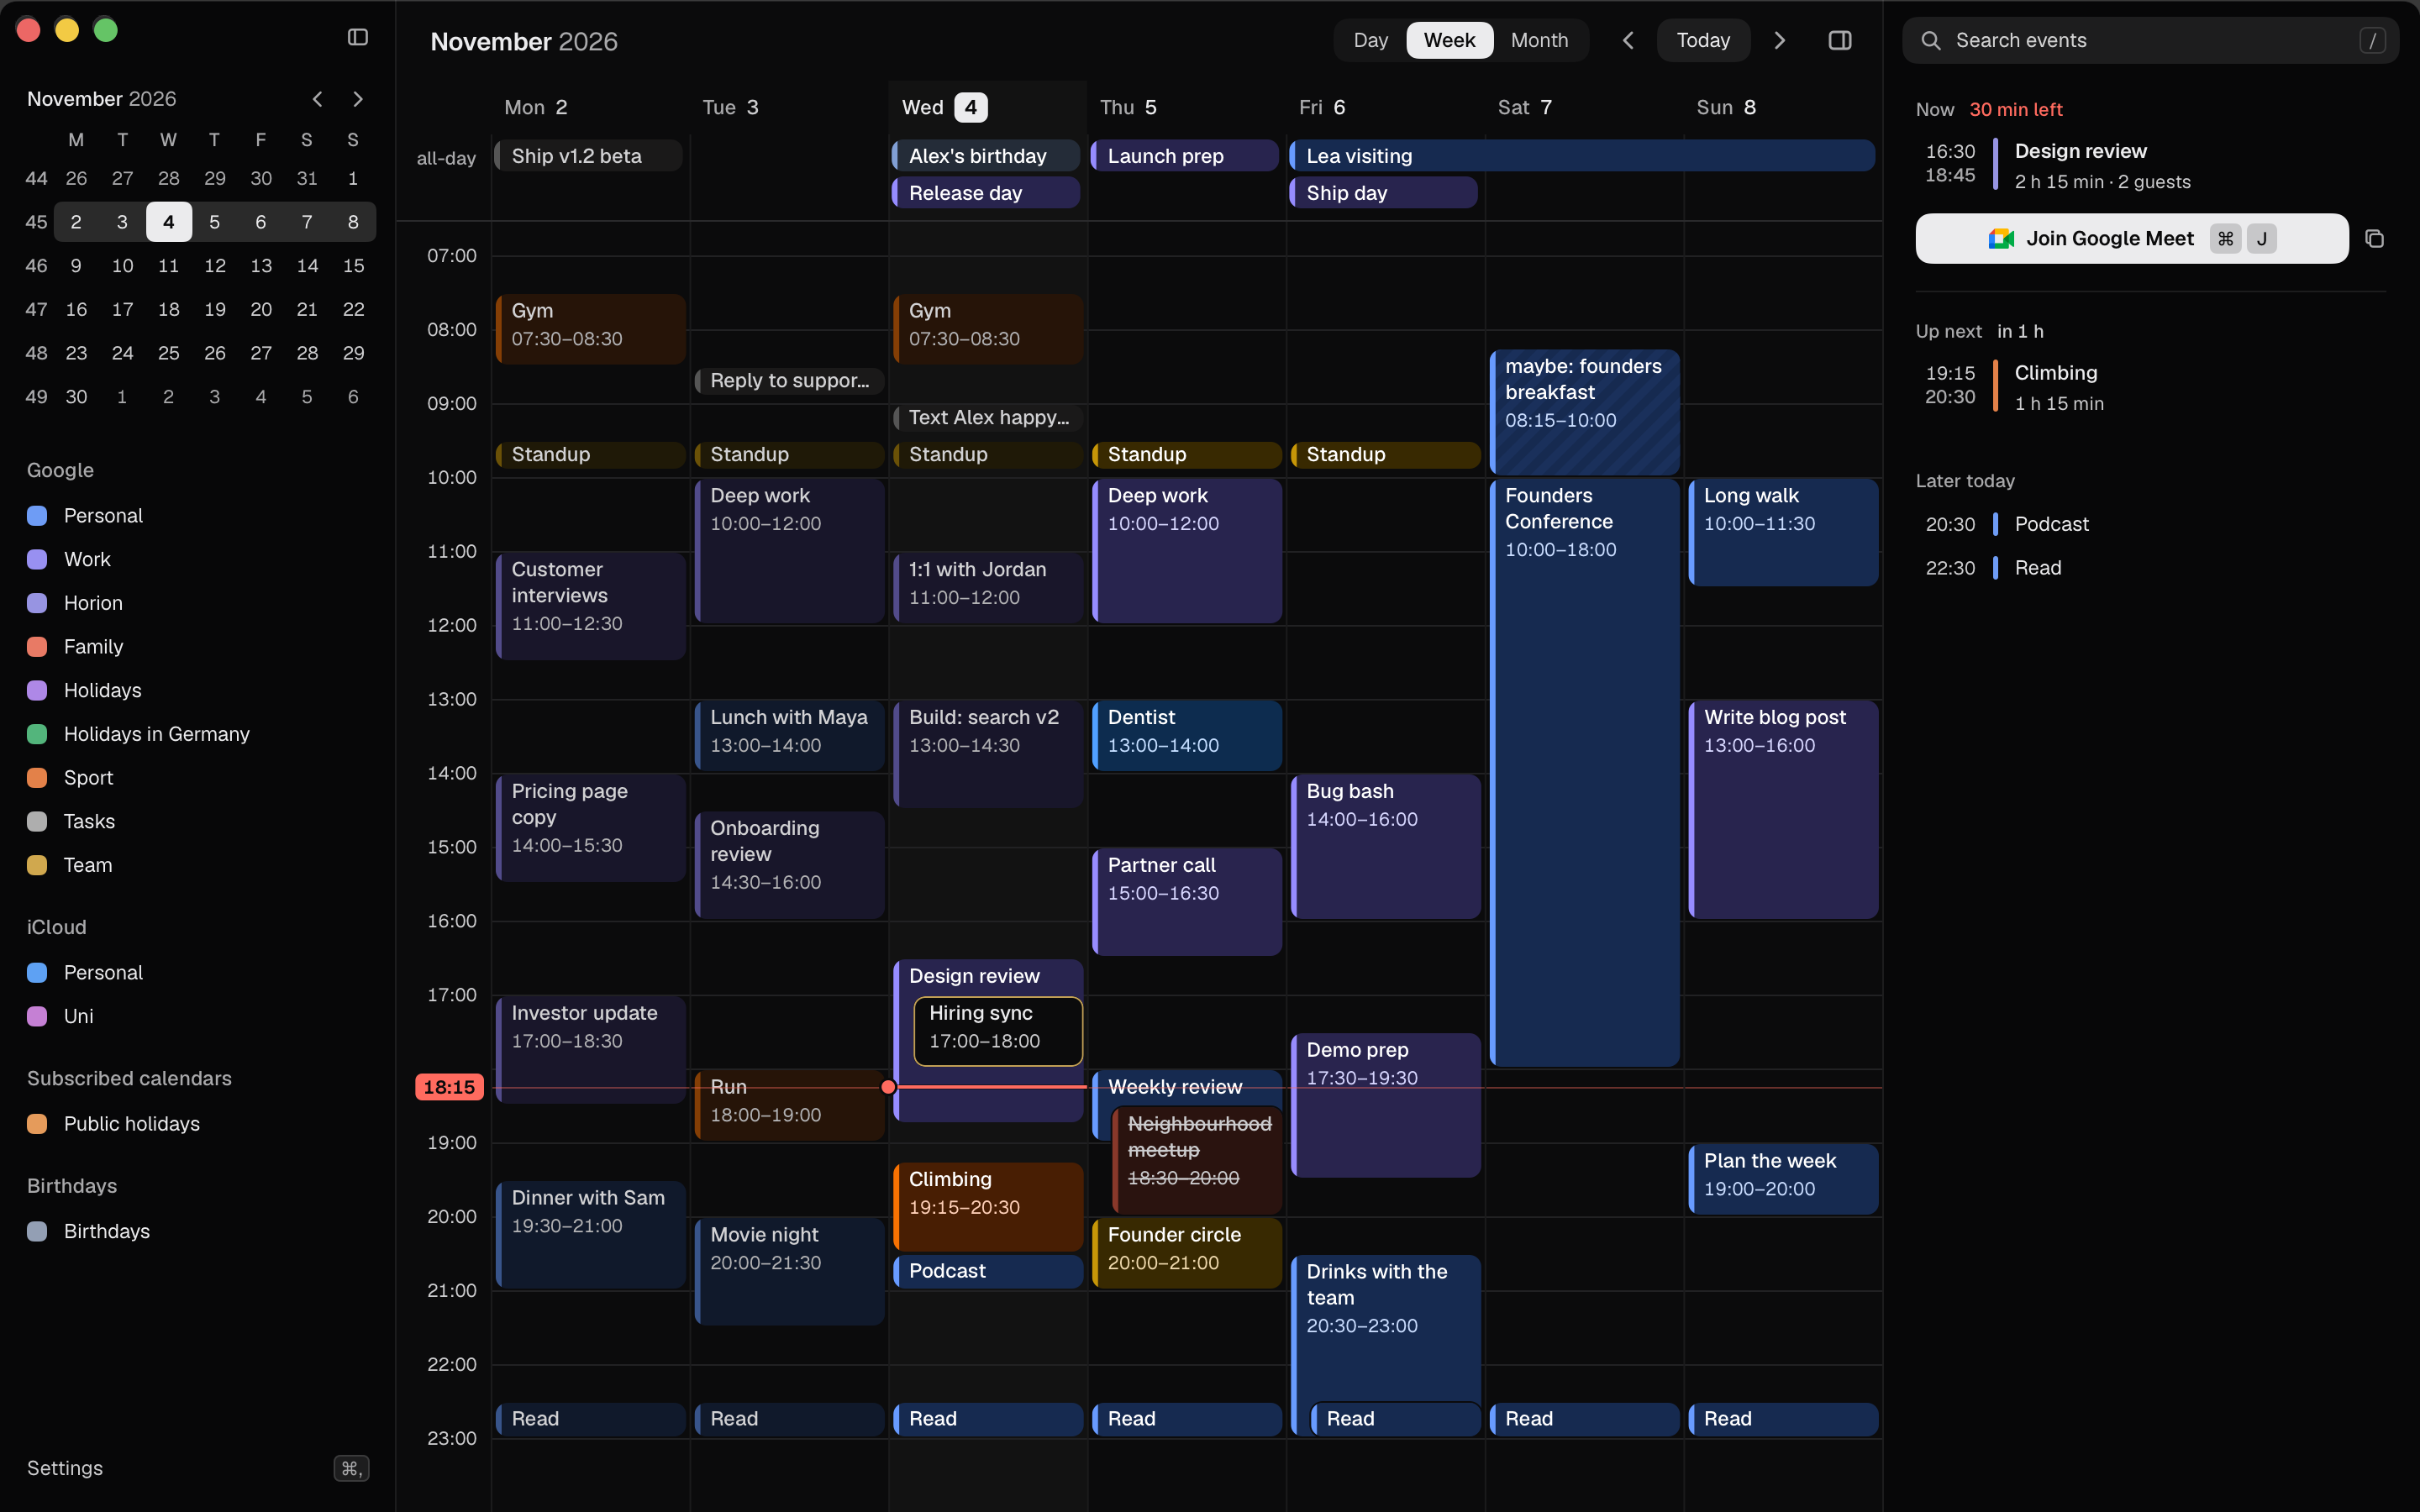 November 2026
M T W T F S S
44 26 27 28 29 30 31 1
45 2 3 4 5 6 7 8
46 9 10 11 12 13 14 15
47 16 17 18 19 20 21 22
48 23 24 25 26 27 28 29
49 30 1 2 3 4 5 6
Google
Personal
Work
Horion
Family
Holidays
Holidays in Germany
Sport
Tasks
Team
iCloud
Personal
Uni
Subscribed calendars
Public holidays
Birthdays
Birthdays
Settings ⌘,
November 2026
Day Week Month Today
Mon 2 Tue 3 Wed 4 Thu 5 Fri 6 Sat 7 Sun 8
all-day
Ship v1.2 beta
Alex's birthday
Release day
Launch prep
Lea visiting
Ship day
07:00
08:00
09:00
10:00
11:00
12:00
13:00
14:00
15:00
16:00
17:00
18:15
19:00
20:00
21:00
22:00
23:00
Gym
07:30–08:30
Standup
Customer
interviews
11:00–12:30
Pricing page
copy
14:00–15:30
Investor update
17:00–18:30
Dinner with Sam
19:30–21:00
Read
Reply to suppor...
Standup
Deep work
10:00–12:00
Lunch with Maya
13:00–14:00
Onboarding
review
14:30–16:00
Run
18:00–19:00
Movie night
20:00–21:30
Read
Gym
07:30–08:30
Text Alex happy...
Standup
1:1 with Jordan
11:00–12:00
Build: search v2
13:00–14:30
Design review
Hiring sync
17:00–18:00
Climbing
19:15–20:30
Podcast
Read
Standup
Deep work
10:00–12:00
Dentist
13:00–14:00
Partner call
15:00–16:30
Weekly review
Neighbourhood
meetup
18:30–20:00
Founder circle
20:00–21:00
Read
Standup
Bug bash
14:00–16:00
Demo prep
17:30–19:30
Drinks with the
team
20:30–23:00
Read
maybe: founders
breakfast
08:15–10:00
Founders
Conference
10:00–18:00
Read
Long walk
10:00–11:30
Write blog post
13:00–16:00
Plan the week
19:00–20:00
Read
Search events /
Now 30 min left
16:30 Design review
18:45 2 h 15 min · 2 guests
Join Google Meet ⌘ J
Up next in 1 h
19:15 Climbing
20:30 1 h 15 min
Later today
20:30 Podcast
22:30 Read